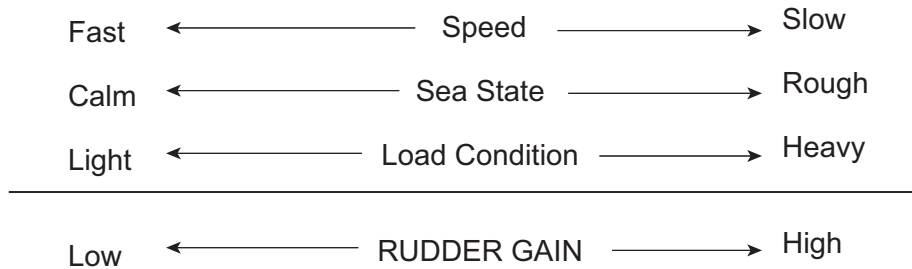 Fast Speed Slow
Calm Sea State Rough
Light Load Condition Heavy
Low RUDDER GAIN High